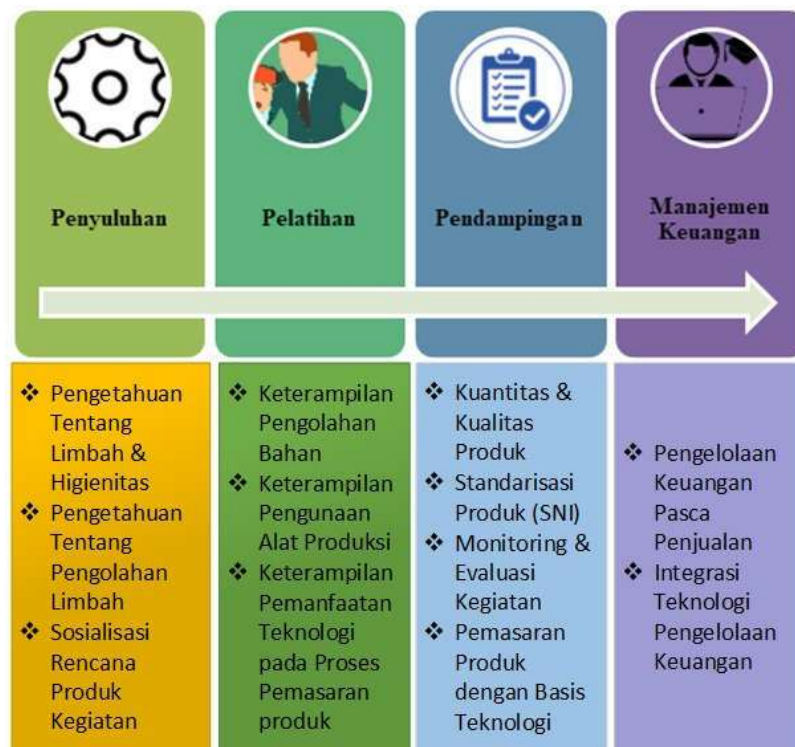 Penyuluhan
Pelatihan
Pendampingan
Manajemen
Keuangan
❖ Pengetahuan
Tentang
Limbah &
Higienitas
❖ Pengetahuan
Tentang
Pengolahan
Limbah
❖ Sosialisasi
Rencana
Produk
Kegiatan
❖ Keterampilan
Pengolahan
Bahan
❖ Keterampilan
Pengunaan
Alat Produksi
❖ Keterampilan
Pemanfaatan
Teknologi
pada Proses
Pemasaran
produk
❖ Kuantitas &
Kualitas
Produk
❖ Standarisasi
Produk (SNI)
❖ Monitoring &
Evaluasi
Kegiatan
❖ Pemasaran
Produk
dengan Basis
Teknologi
❖ Pengelolaan
Keuangan
Pasca
Penjualan
❖ Integrasi
Teknologi
Pengelolaan
Keuangan